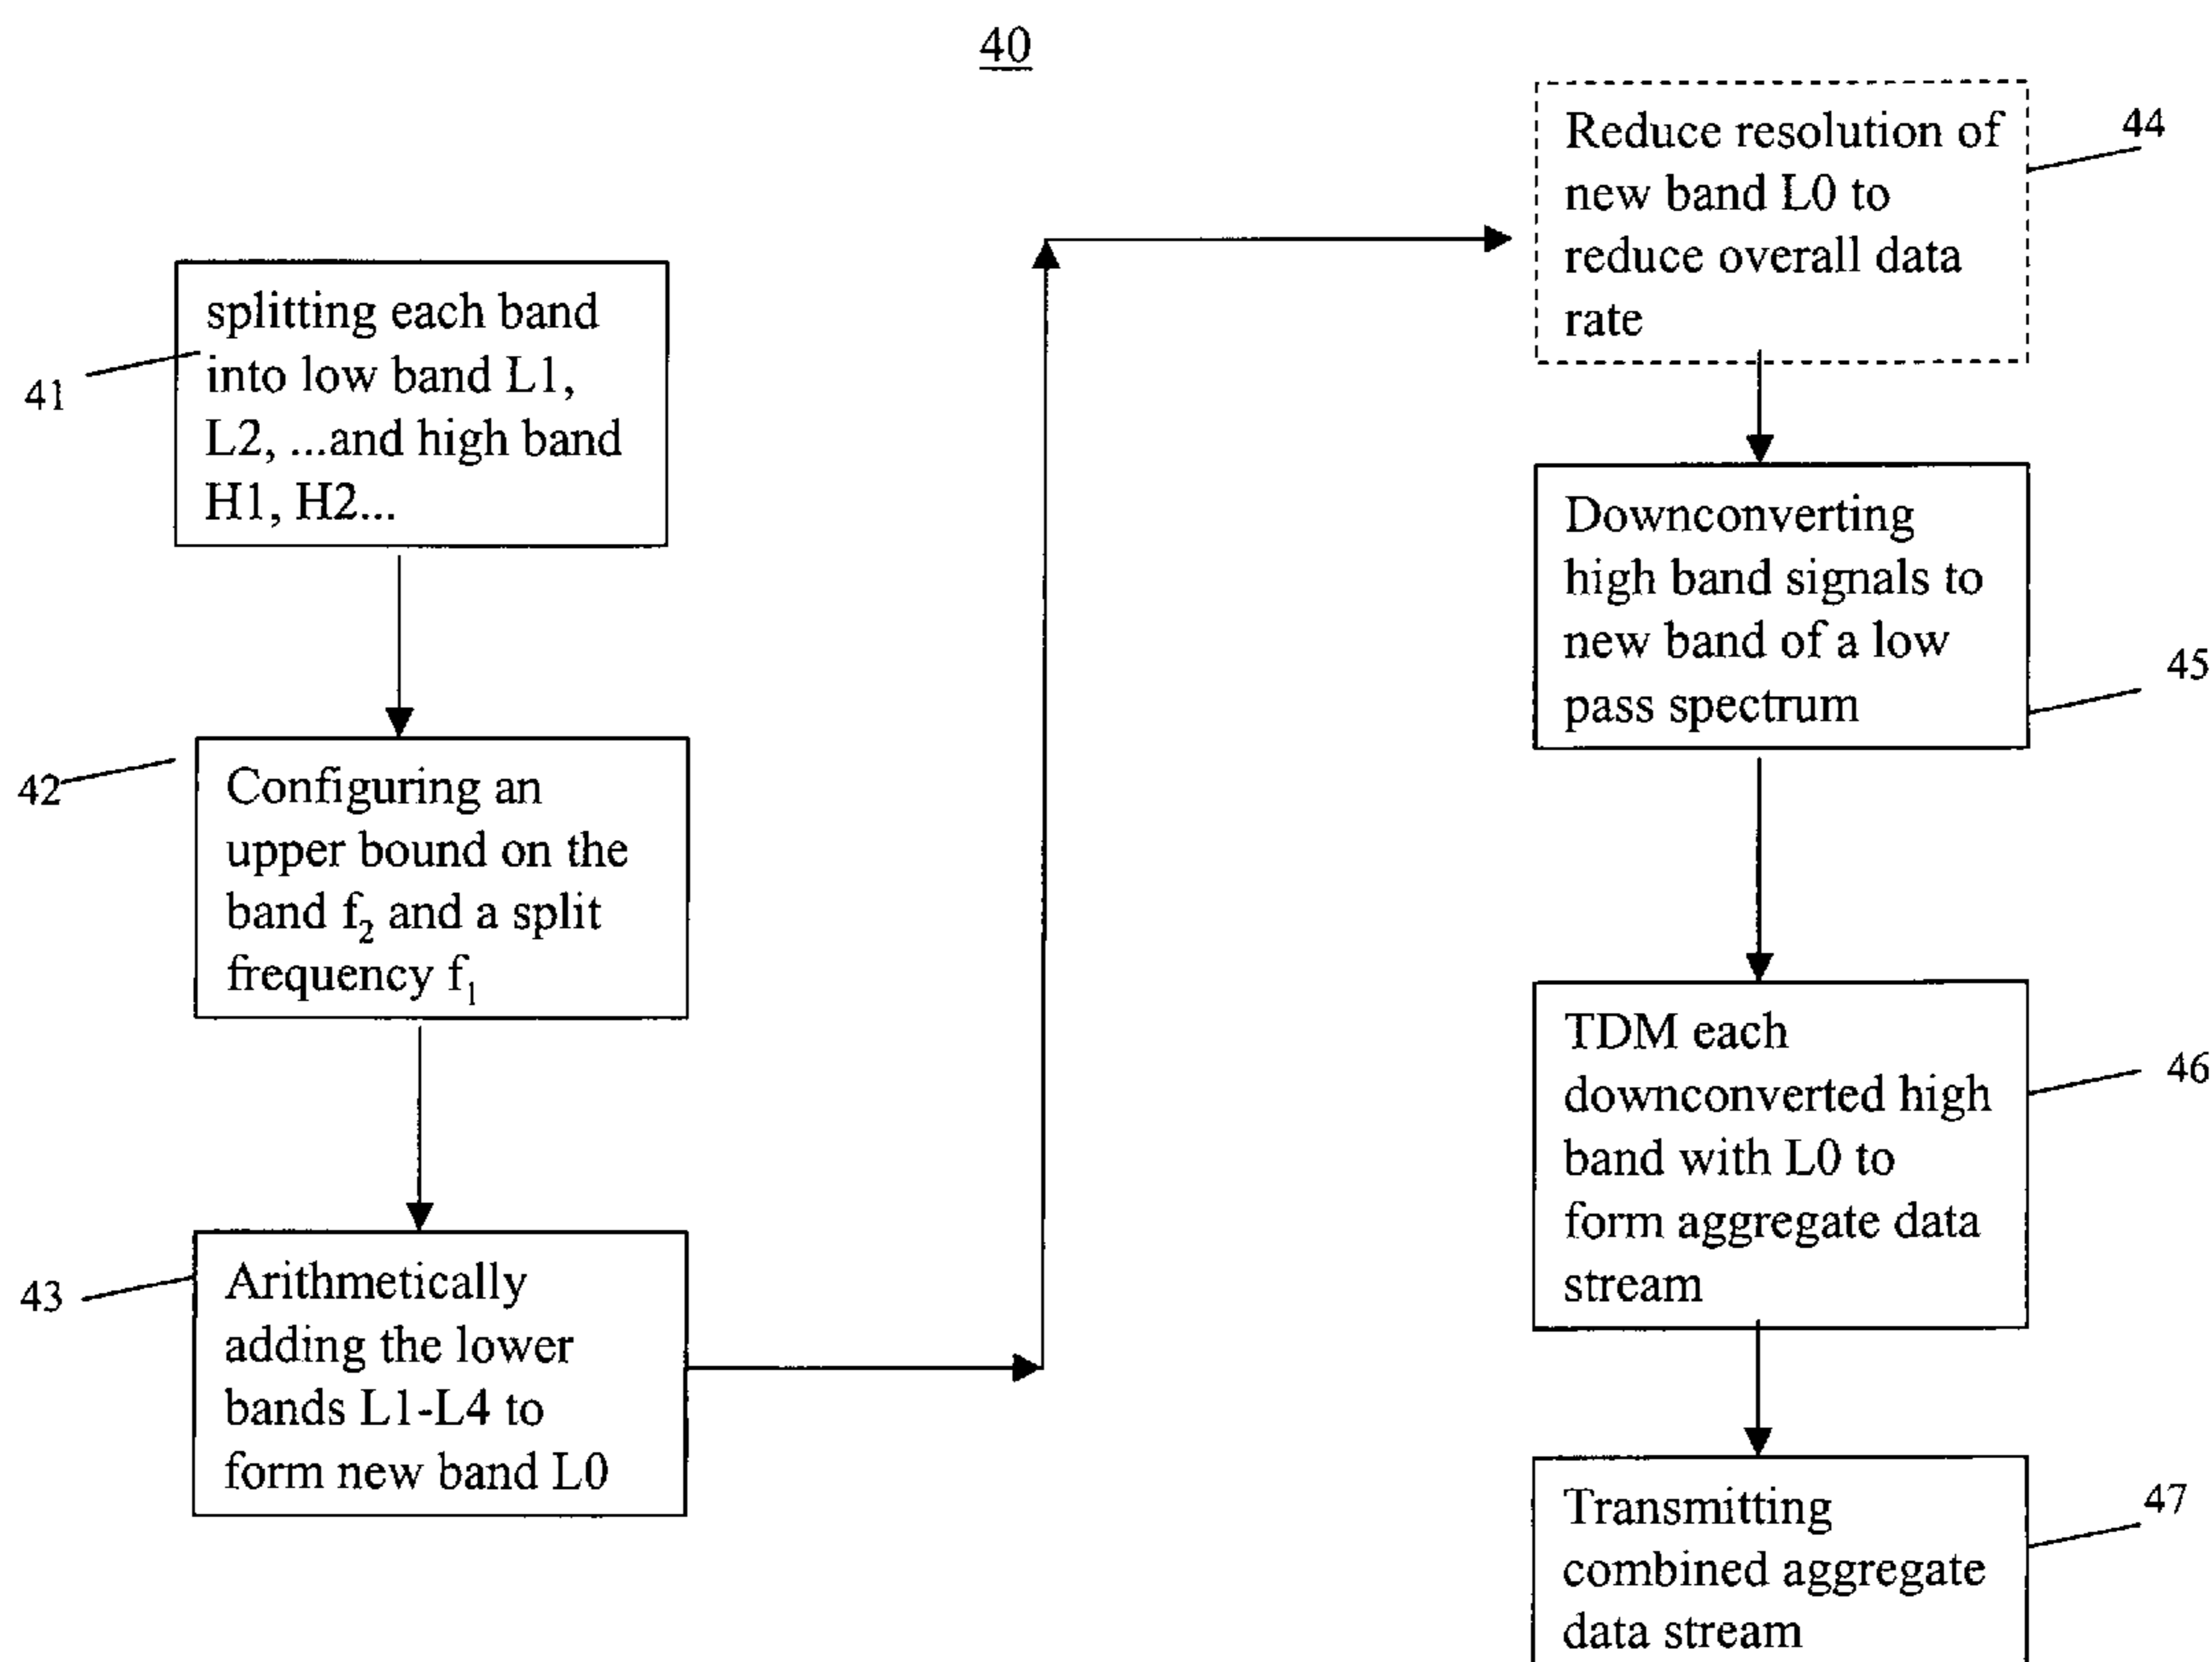 40
41
splitting each band
into low band L1,
L2, ...and high band
H1, H2...
42
Configuring an
upper bound on the
band f₂ and a split
frequency f₁
43
Arithmetically
adding the lower
bands L1-L4 to
form new band L0
44
Reduce resolution of
new band L0 to
reduce overall data
rate
45
Downconverting
high band signals to
new band of a low
pass spectrum
46
TDM each
downconverted high
band with L0 to
form aggregate data
stream
47
Transmitting
combined aggregate
data stream